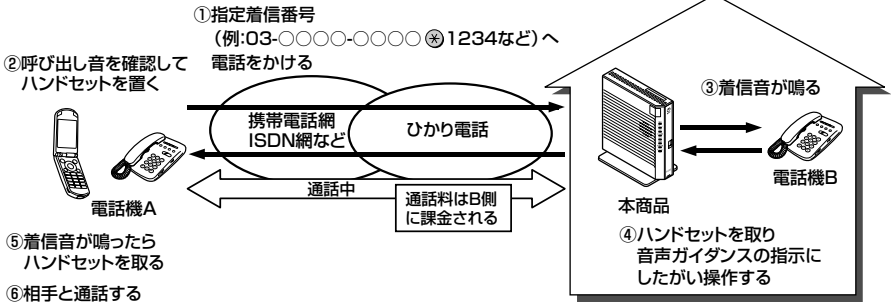 ①指定着信番号
(例:03-○○○○-○○○○✱1234など)へ
電話をかける
②呼び出し音を確認して
ハンドセットを置く
携帯電話網
ISDN網など
ひかり電話
③着信音が鳴る
電話機B
通話中
通話料はB側
に課金される
電話機A
本商品
④ハンドセットを取り
音声ガイダンスの指示に
したがい操作する
⑤着信音が鳴ったら
ハンドセットを取る
⑥相手と通話する